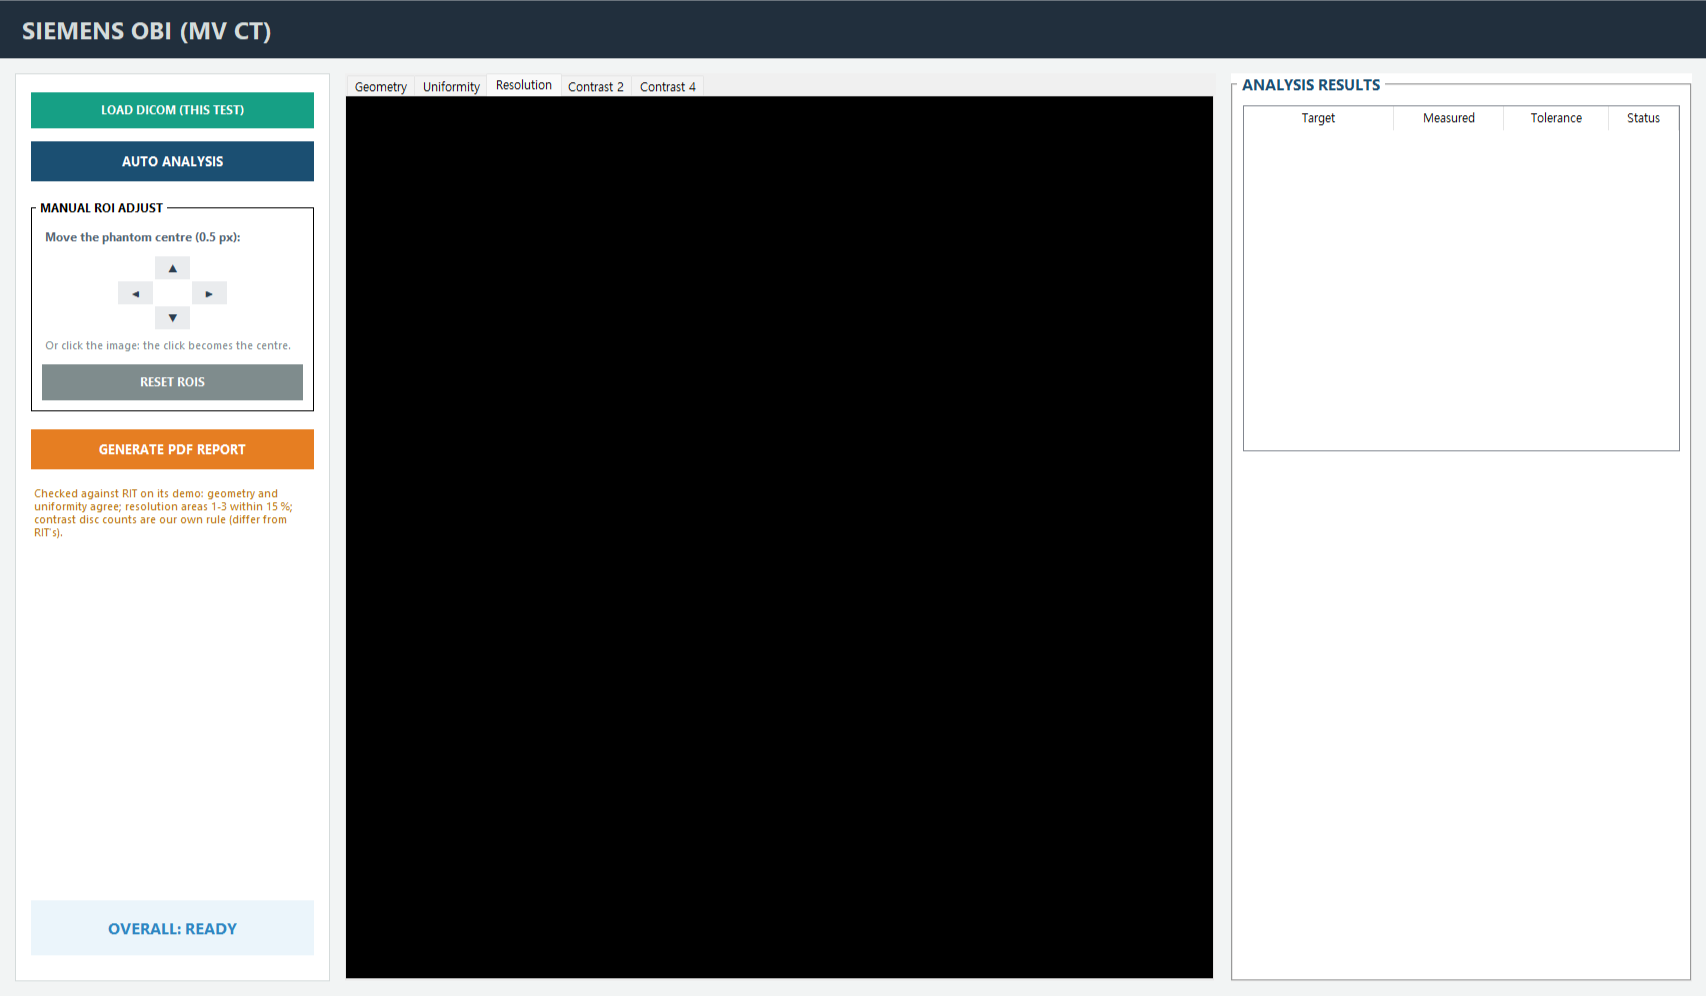 SIEMENS OBI (MV CT)
LOAD DICOM (THIS TEST)
AUTO ANALYSIS
MANUAL ROI ADJUST
Move the phantom centre (0.5 px):
▲
◄
►
▼
Or click the image: the click becomes the centre.
RESET ROIS
GENERATE PDF REPORT
Checked against RIT on its demo: geometry and
uniformity agree; resolution areas 1-3 within 15 %;
contrast disc counts are our own rule (differ from
RIT's).
OVERALL: READY
Geometry Uniformity Resolution Contrast 2 Contrast 4
ANALYSIS RESULTS
Target Measured Tolerance Status